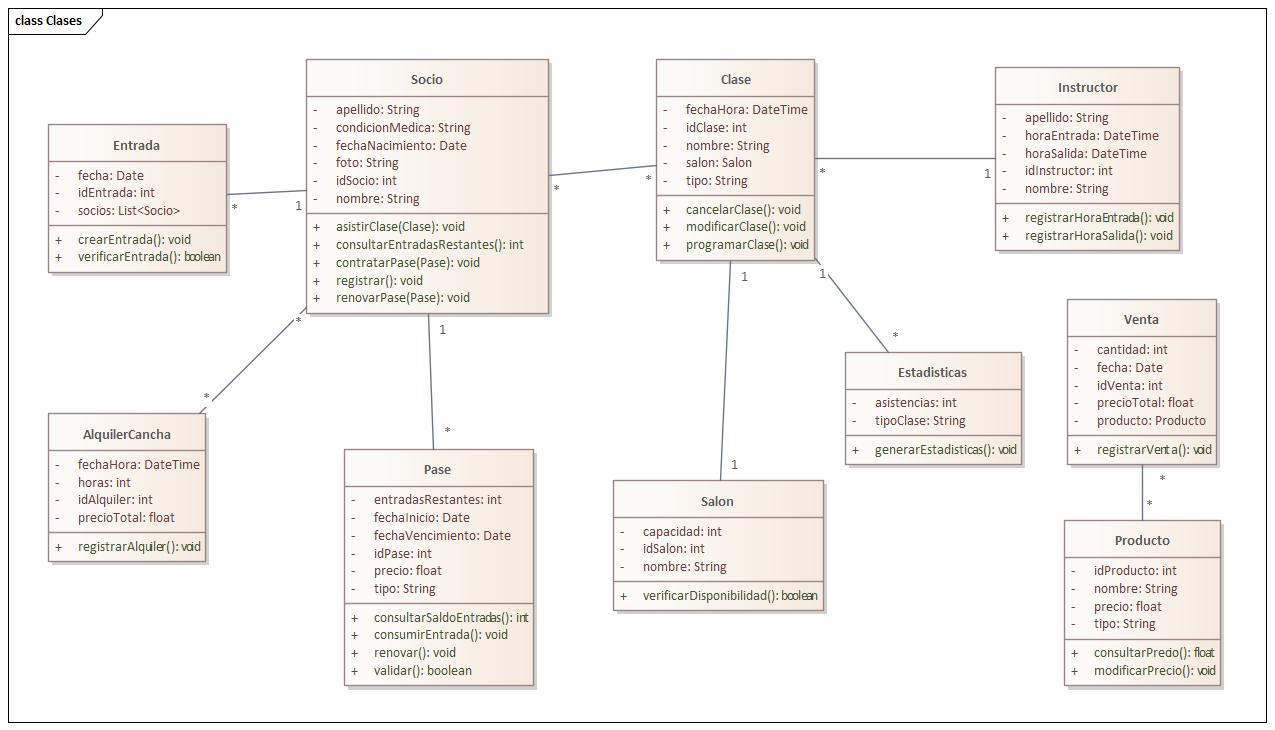 class Clases
Entrada
- fecha: Date
- idEntrada: int
- socios: List<Socio>
+ crearEntrada(): void
+ verificarEntrada(): boolean
*
1
Socio
- apellido: String
- condicionMedica: String
- fechaNacimiento: Date
- foto: String
- idSocio: int
- nombre: String
+ asistirClase(Clase): void
+ consultarEntradasRestantes(): int
+ contratarPase(Pase): void
+ registrar(): void
+ renovarPase(Pase): void
*
*
Clase
- fechaHora: DateTime
- idClase: int
- nombre: String
- salon: Salon
- tipo: String
+ cancelarClase(): void
+ modificarClase(): void
+ programarClase(): void
*
1
Instructor
- apellido: String
- horaEntrada: DateTime
- horaSalida: DateTime
- idInstructor: int
- nombre: String
+ registrarHoraEntrada(): void
+ registrarHoraSalida(): void
*
*
AlquilerCancha
- fechaHora: DateTime
- horas: int
- idAlquiler: int
- precioTotal: float
+ registrarAlquiler(): void
1
*
Pase
- entradasRestantes: int
- fechaInicio: Date
- fechaVencimiento: Date
- idPase: int
- precio: float
- tipo: String
+ consultarSaldoEntradas(): int
+ consumirEntrada(): void
+ renovar(): void
+ validar(): boolean
1
1
Salon
- capacidad: int
- idSalon: int
- nombre: String
+ verificarDisponibilidad(): boolean
1
*
Estadisticas
- asistencias: int
- tipoClase: String
+ generarEstadisticas(): void
Venta
- cantidad: int
- fecha: Date
- idVenta: int
- precioTotal: float
- producto: Producto
+ registrarVenta(): void
*
*
Producto
- idProducto: int
- nombre: String
- precio: float
- tipo: String
+ consultarPrecio(): float
+ modificarPrecio(): void